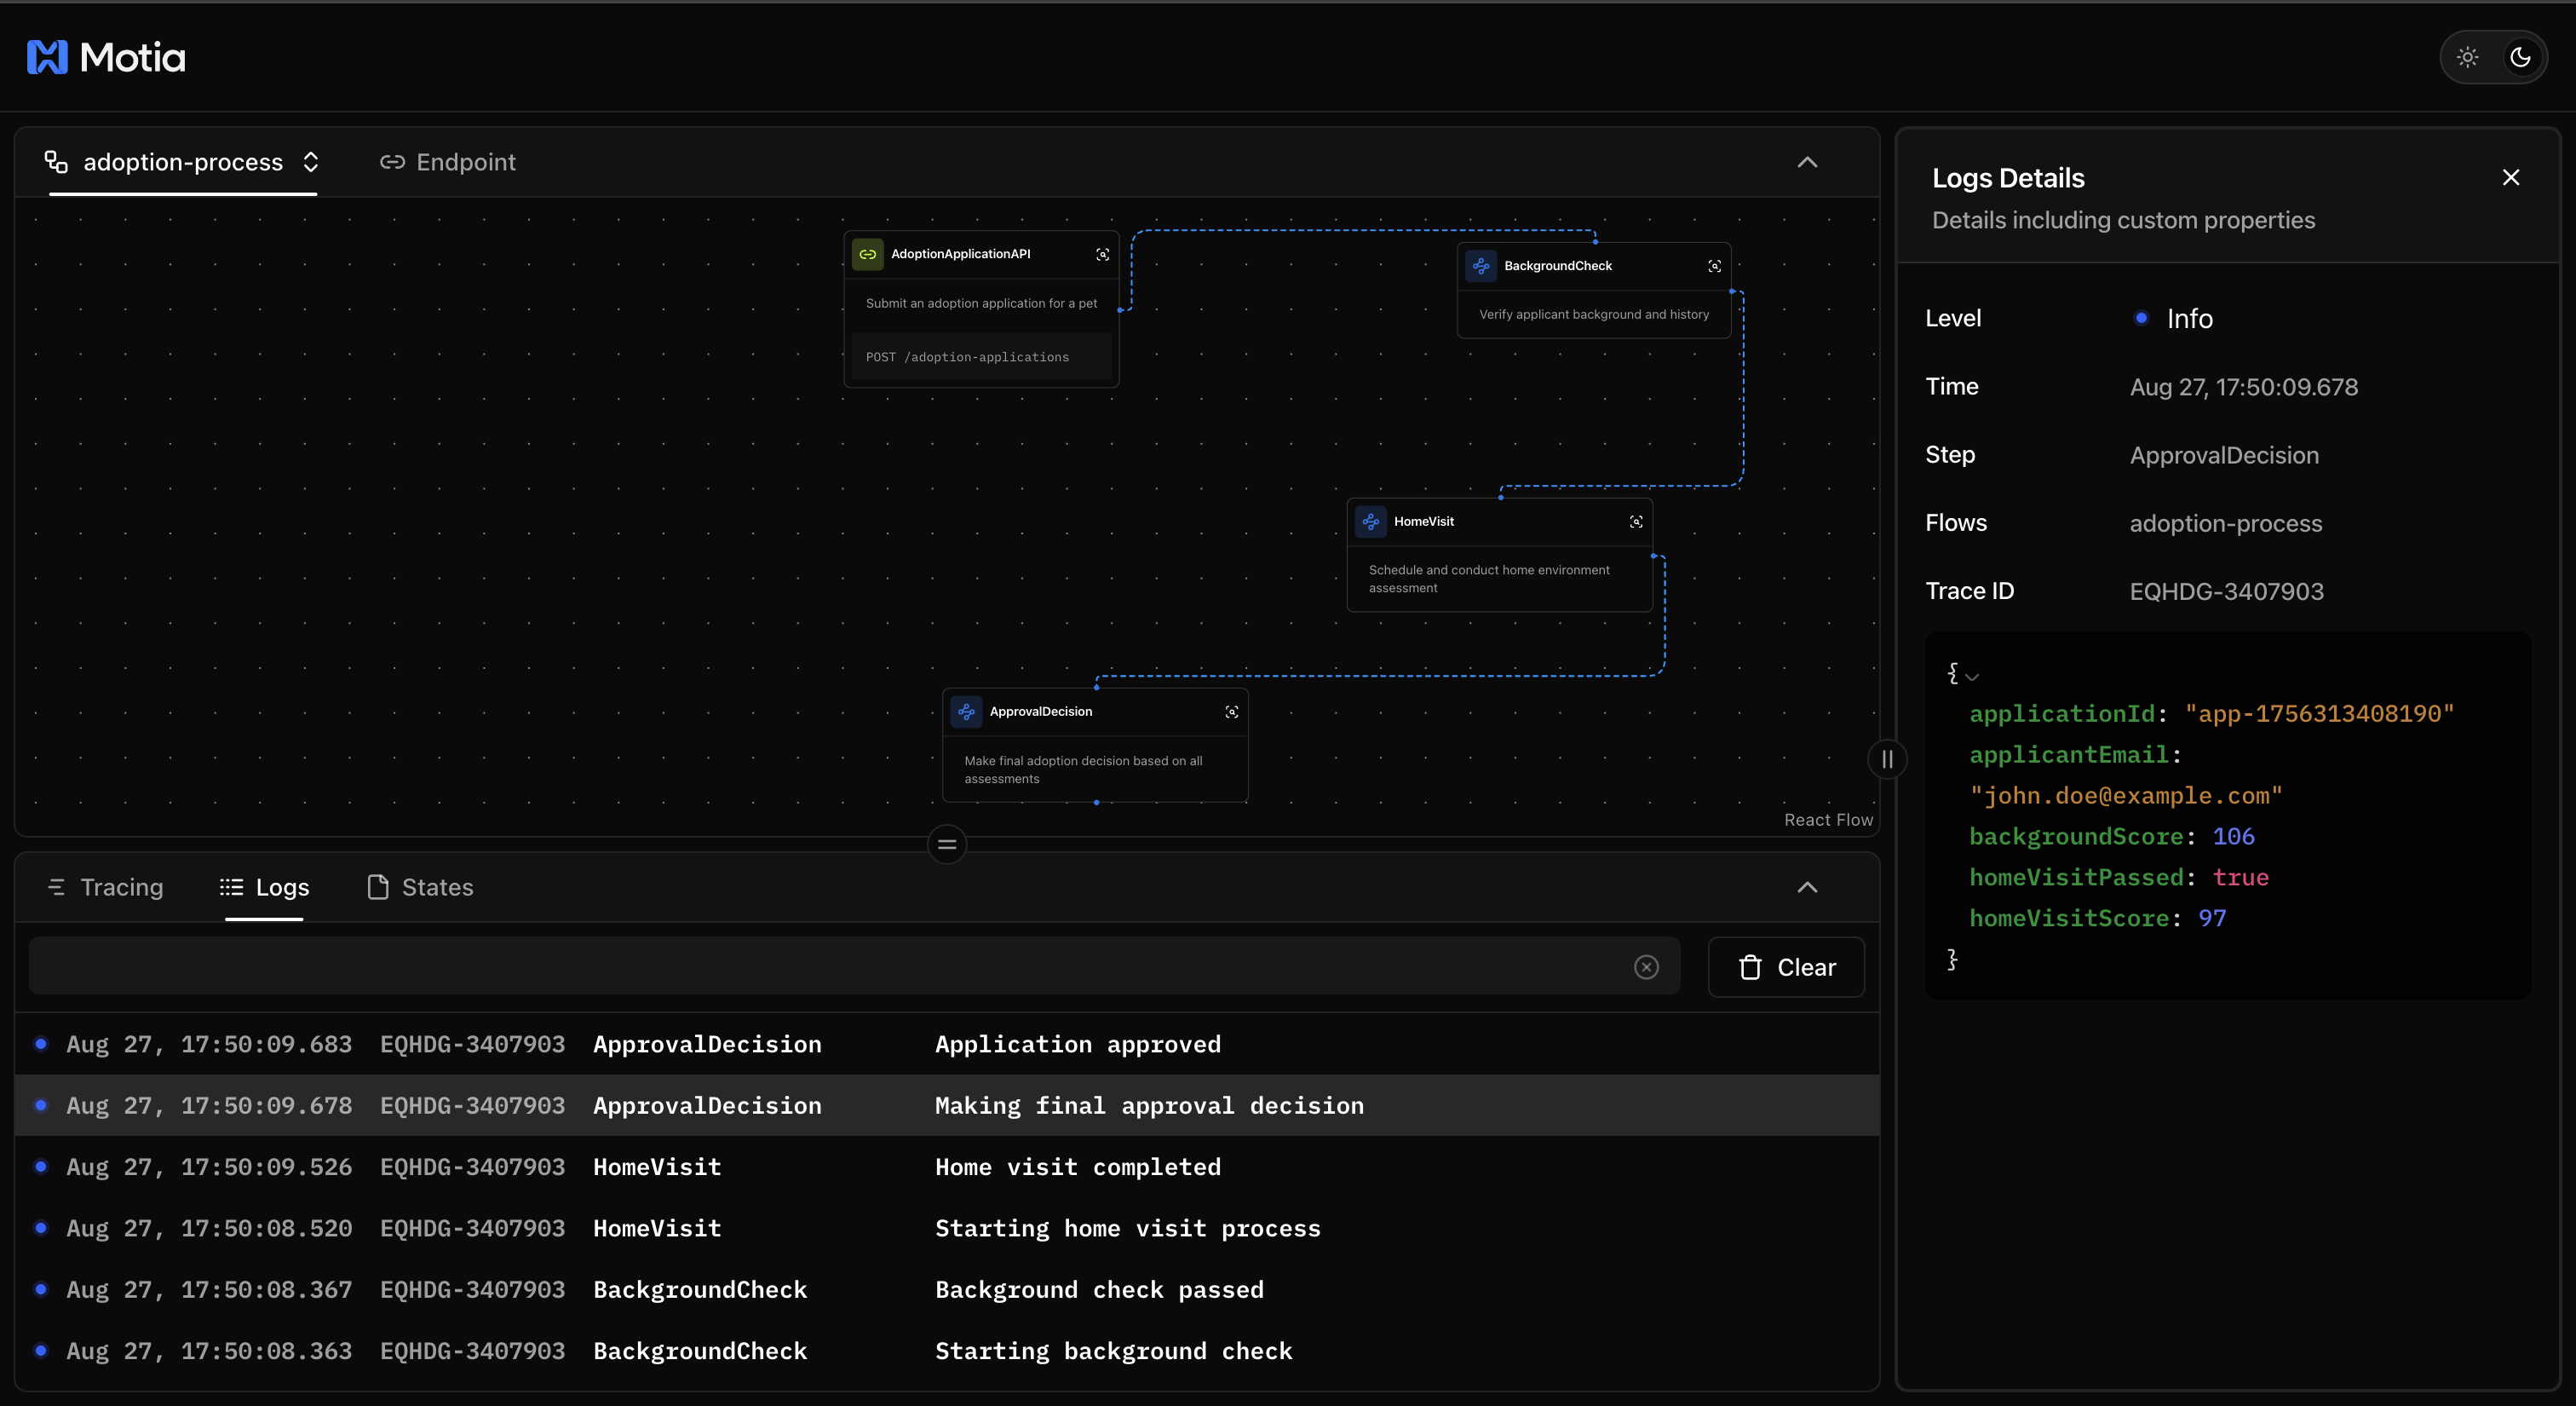 Motia
adoption-process
Endpoint
AdoptionApplicationAPI
Submit an adoption application for a pet
POST /adoption-applications
BackgroundCheck
Verify applicant background and history
HomeVisit
Schedule and conduct home environment
assessment
ApprovalDecision
Make final adoption decision based on all
assessments
React Flow
Tracing
Logs
States
Clear
Aug 27, 17:50:09.683 EQHDG-3407903 ApprovalDecision Application approved
Aug 27, 17:50:09.678 EQHDG-3407903 ApprovalDecision Making final approval decision
Aug 27, 17:50:09.526 EQHDG-3407903 HomeVisit Home visit completed
Aug 27, 17:50:08.520 EQHDG-3407903 HomeVisit Starting home visit process
Aug 27, 17:50:08.367 EQHDG-3407903 BackgroundCheck Background check passed
Aug 27, 17:50:08.363 EQHDG-3407903 BackgroundCheck Starting background check
Logs Details
Details including custom properties
Level Info
Time Aug 27, 17:50:09.678
Step ApprovalDecision
Flows adoption-process
Trace ID EQHDG-3407903
{
applicationId: "app-1756313408190"
applicantEmail:
"john.doe@example.com"
backgroundScore: 106
homeVisitPassed: true
homeVisitScore: 97
}